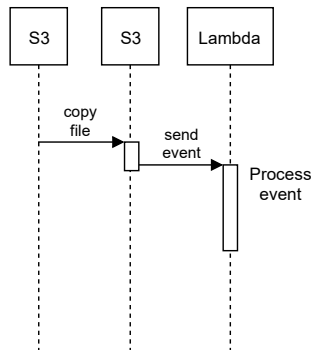 S3
S3
Lambda
copy
file
send
event
Process
event